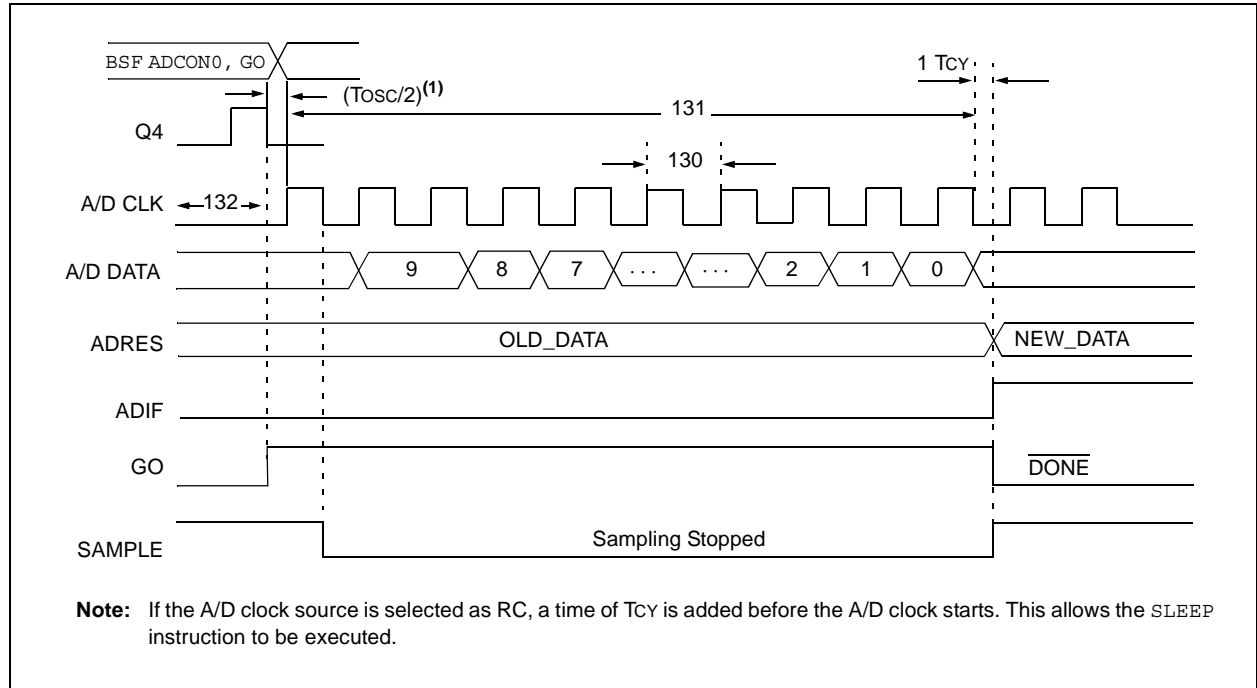 BSF ADCON0, GO
(TOSC/2)(1)
1 TCY
131
Q4
130
A/D CLK
132
A/D DATA
9 8 7 . . . . . . 2 1 0
ADRES
OLD_DATA
NEW_DATA
ADIF
GO
DONE
SAMPLE
Sampling Stopped
Note: If the A/D clock source is selected as RC, a time of TCY is added before the A/D clock starts. This allows the SLEEP
instruction to be executed.